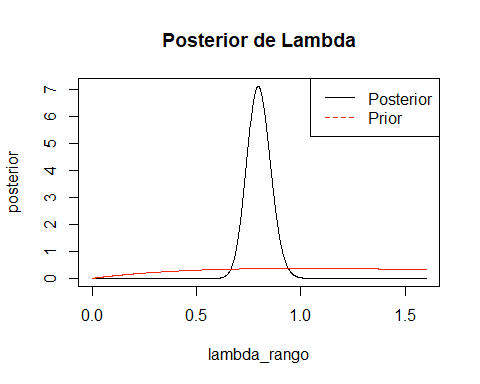 Posterior de Lambda
Posterior
Prior
posterior
0 1 2 3 4 5 6 7
0.0 0.5 1.0 1.5
lambda_rango